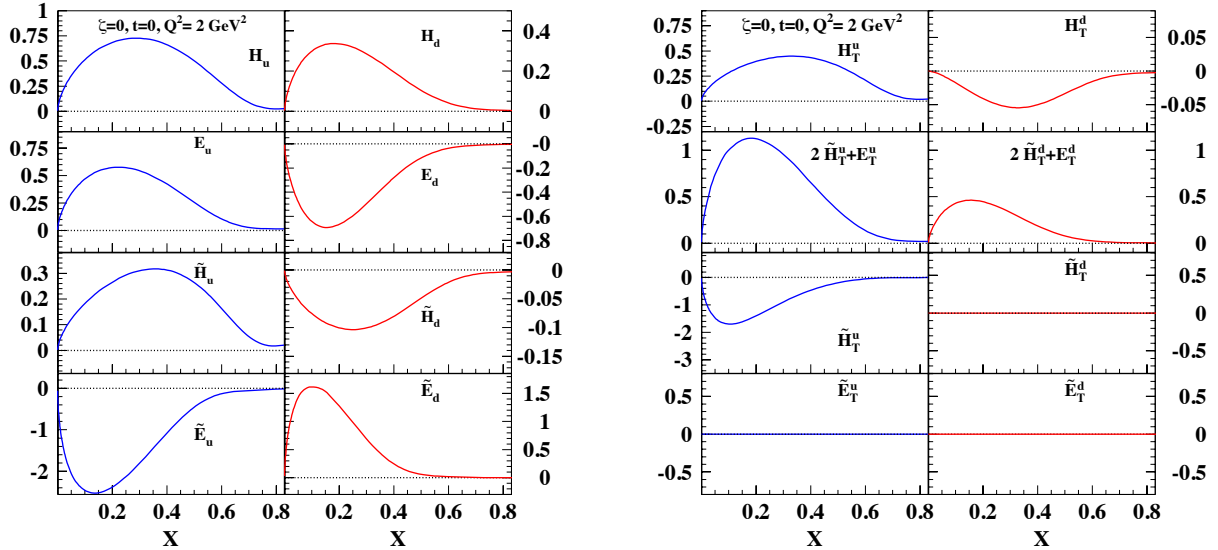 ζ=0, t=0, Q²= 2 GeV²
H_u
1
0.75
0.5
0.25
0
H_d
0.4
0.2
0
E_u
0.75
0.5
0.25
0
E_d
-0
-0.2
-0.4
-0.6
-0.8
H̃_u
0.3
0.2
0.1
0
H̃_d
0
-0.05
-0.1
-0.15
Ẽ_u
0
-1
-2
Ẽ_d
1.5
1
0.5
0
0.2 0.4 0.6 0.8
0.2 0.4 0.6 0.8
X
X
ζ=0, t=0, Q²= 2 GeV²
H_T^u
0.75
0.5
0.25
0
-0.25
H_T^d
0.05
0
-0.05
2 H̃_T^u+E_T^u
1
0.5
0
2 H̃_T^d+E_T^d
1
0.5
0
H̃_T^u
0
-1
-2
-3
H̃_T^d
0.5
0
-0.5
Ẽ_T^u
0.5
0
-0.5
Ẽ_T^d
0.5
0
-0.5
0.2 0.4 0.6 0.8
0.2 0.4 0.6 0.8
X
X